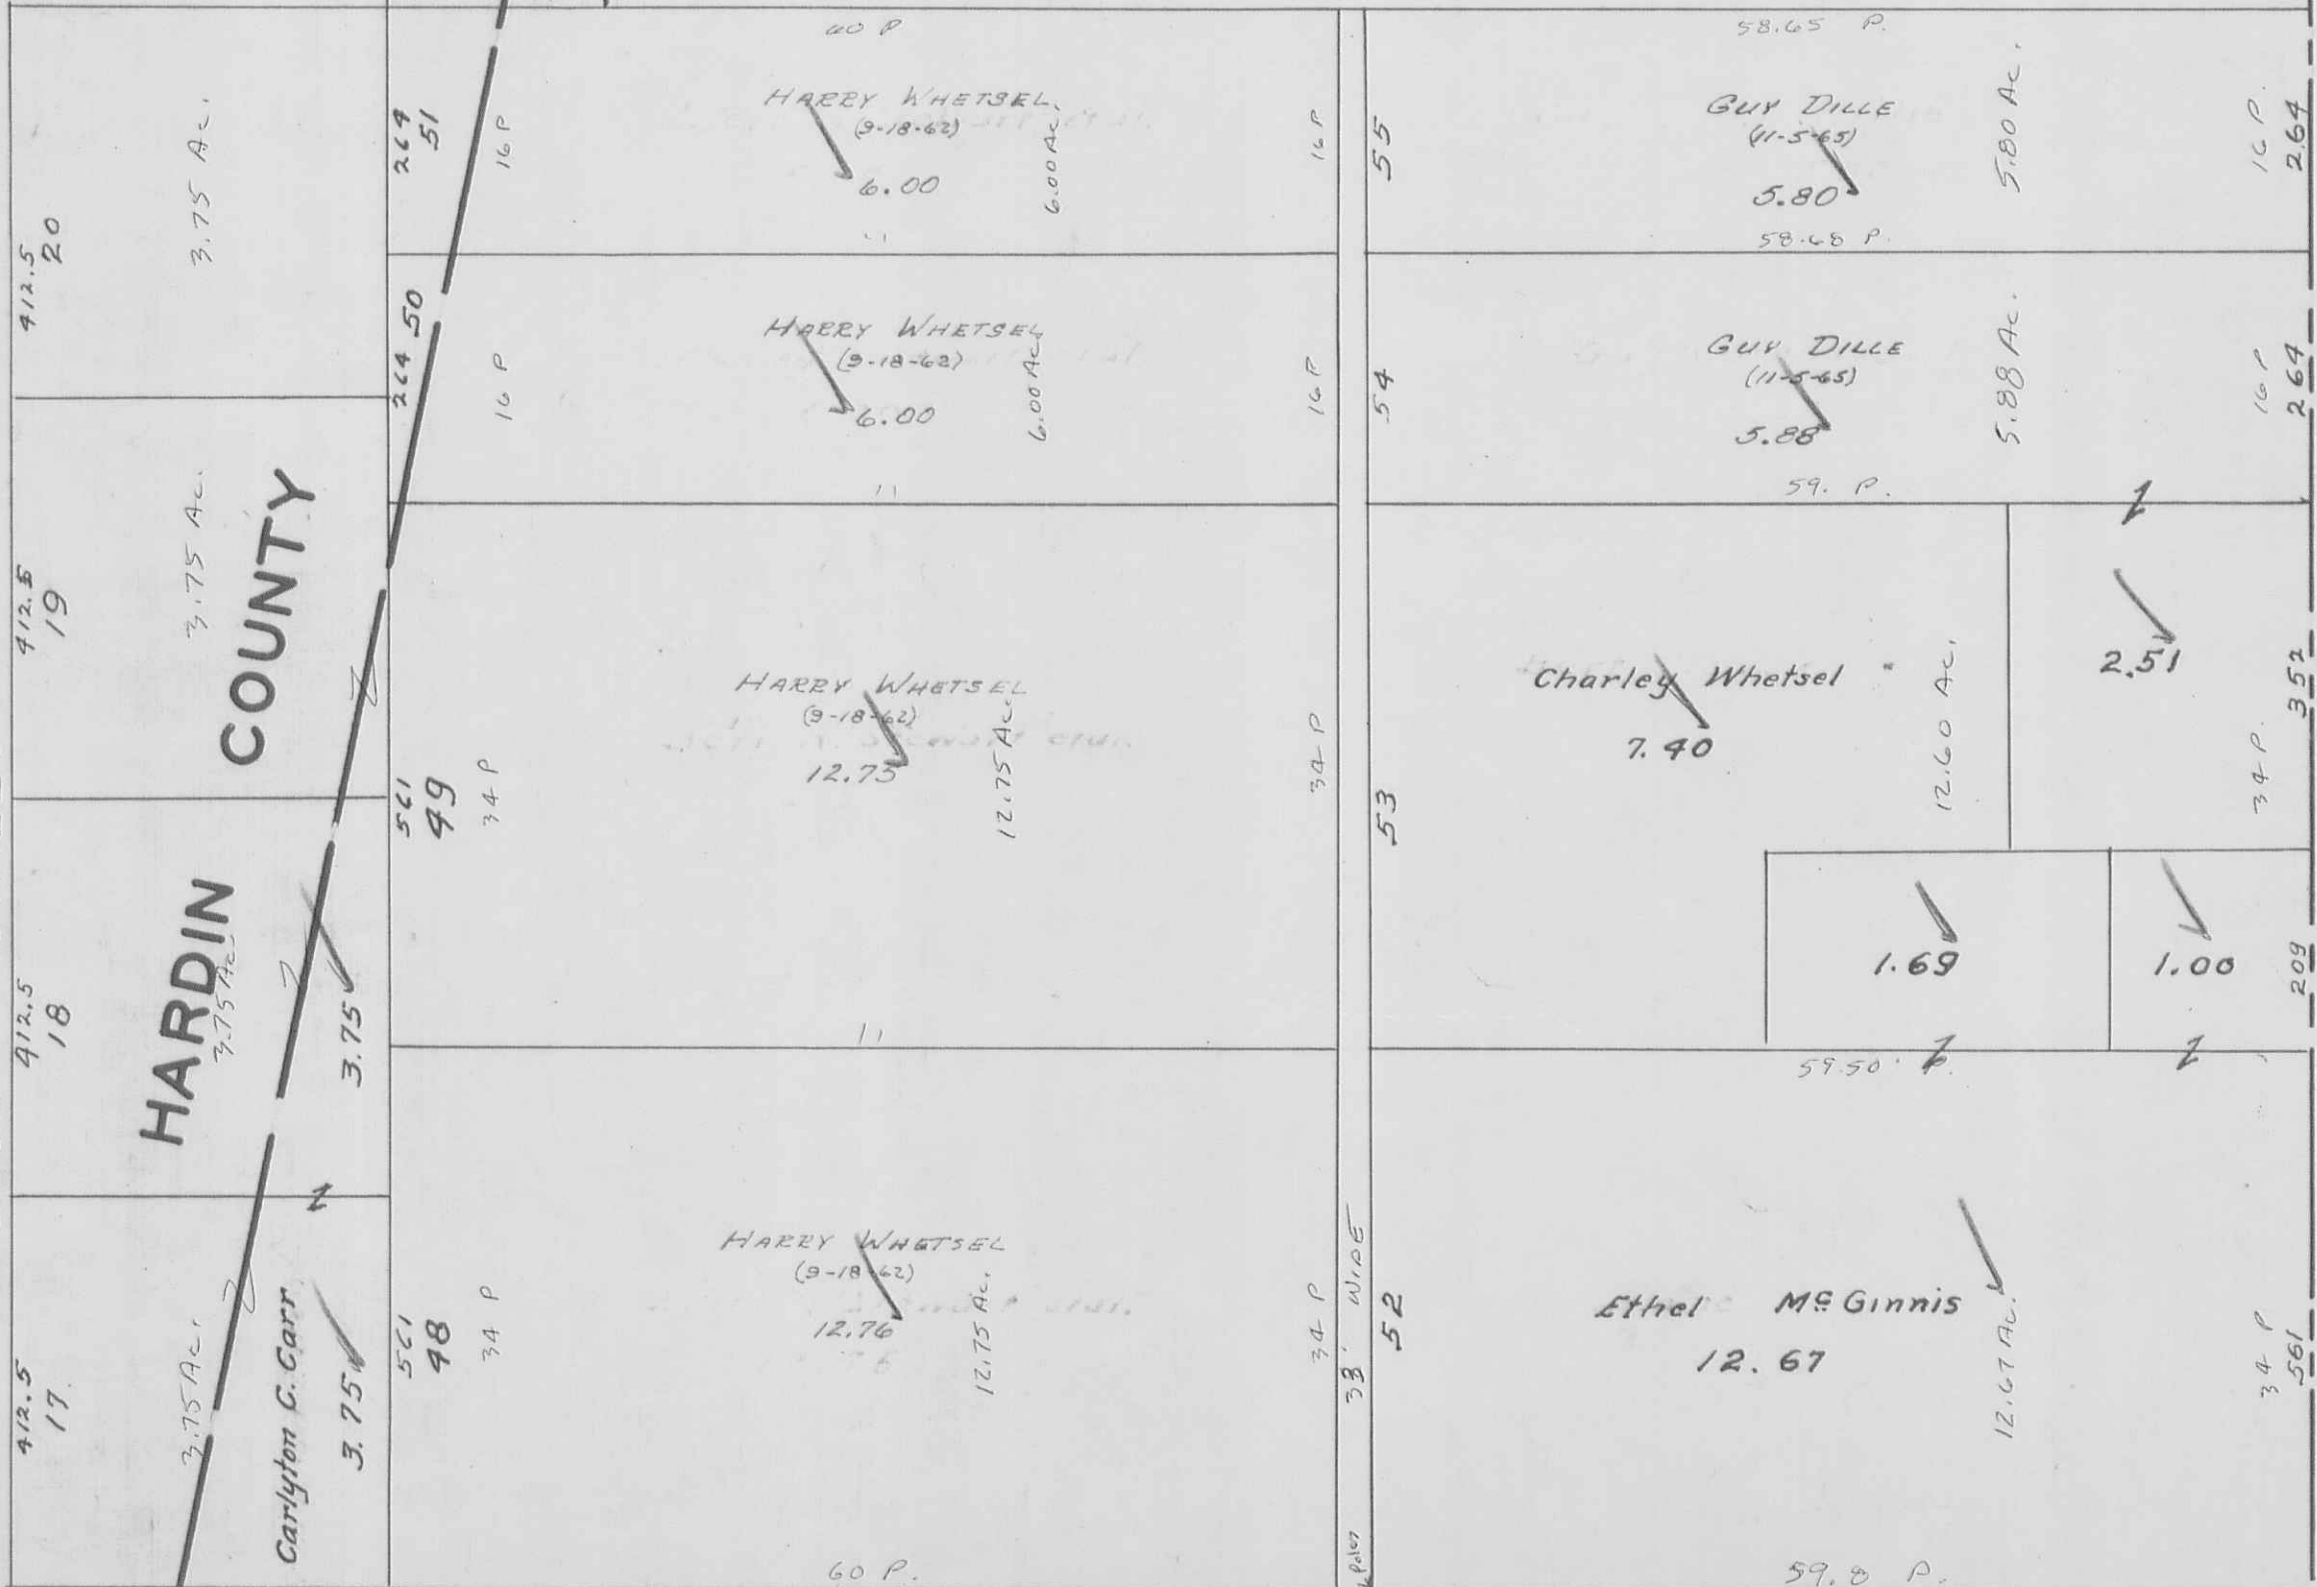 60 P
HARRY WHETSEL.
(9-18-62)
6.00
6.00 Ac.
16 P
16 P
264
51
HARRY WHETSEL
(9-18-62)
6.00
6.00 Ac.
16 P
16 P
264
50
11
HARRY WHETSEL
(9-18-62)
12.75
12.75 Ac.
34 P
34 P
561
49
11
HARRY WHETSEL
(9-18-62)
12.76
12.75 Ac.
34 P
34 P
561
48
60 P.
412.5
20
3.75 Ac.
412.5
19
3.75 Ac.
412.5
18
3.75 Ac.
3.75
412.5
17
3.75 Ac.
Carlyton C. Carr
3.75
HARDIN COUNTY
33' WIDE
58.65 P.
GUY DILLE
(11-5-65)
5.80
5.80 Ac.
55
16 P.
264
58.68 P.
GUY DILLE
(11-5-65)
5.88
5.88 Ac.
54
16 P
264
59. P.
Charley Whetsel
7.40
12.60 Ac.
53
2.51
352
34 P.
1.69
1.00
209
59.50 P.
Ethel McGinnis
12.67
12.67 Ac.
52
34 P
561
59.8 P.